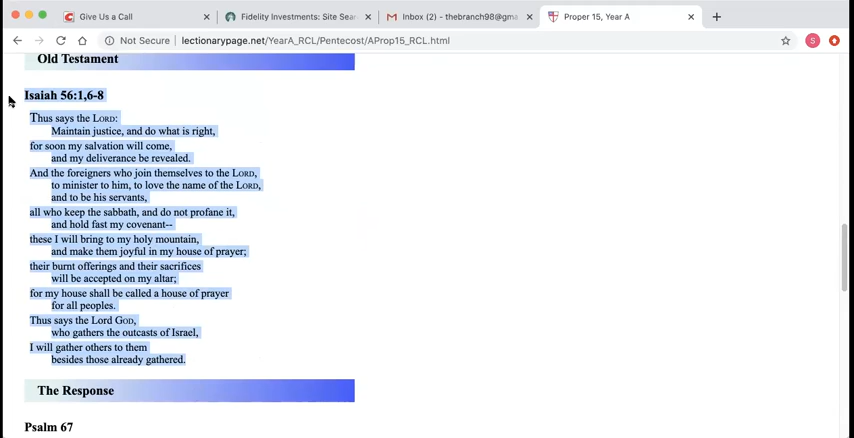 Give Us a Call
Fidelity Investments: Site Sear
Inbox (2) - thebranch98@gma
Proper 15, Year A
Not Secure | lectionarypage.net/YearA_RCL/Pentecost/AProp15_RCL.html
S
Old Testament
Isaiah 56:1,6-8
Thus says the LORD:
Maintain justice, and do what is right,
for soon my salvation will come,
and my deliverance be revealed.
And the foreigners who join themselves to the LORD,
to minister to him, to love the name of the LORD,
and to be his servants,
all who keep the sabbath, and do not profane it,
and hold fast my covenant--
these I will bring to my holy mountain,
and make them joyful in my house of prayer;
their burnt offerings and their sacrifices
will be accepted on my altar;
for my house shall be called a house of prayer
for all peoples.
Thus says the Lord GOD,
who gathers the outcasts of Israel,
I will gather others to them
besides those already gathered.
The Response
Psalm 67